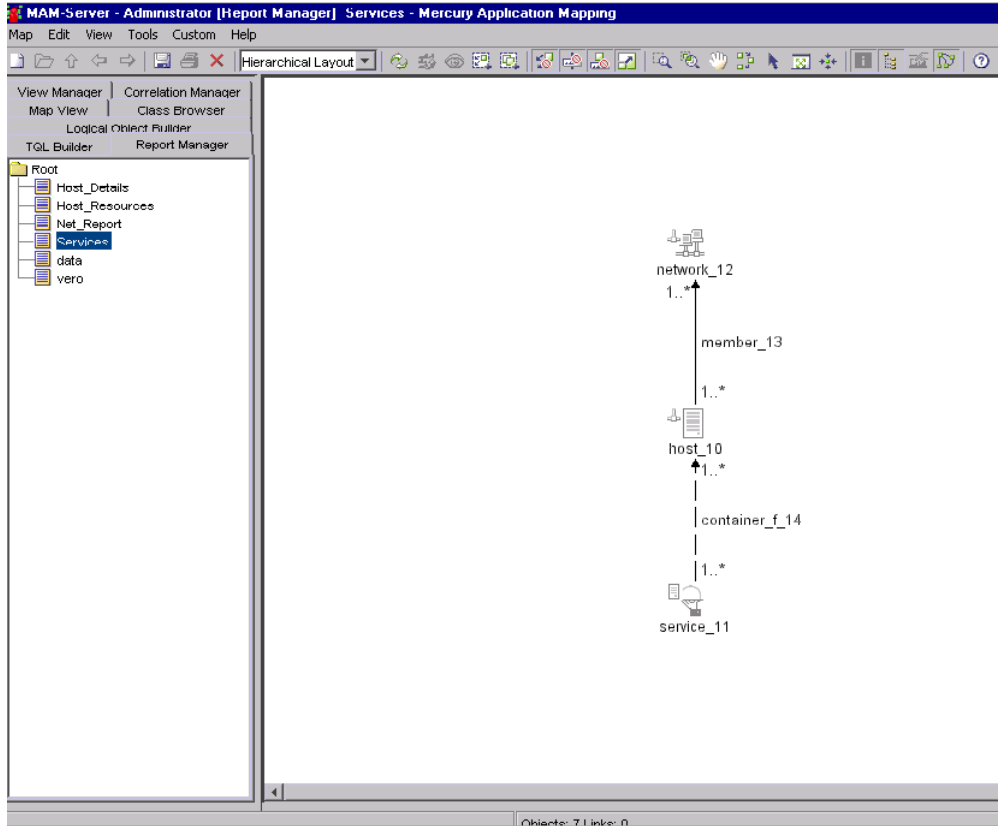 MAM-Server - Administrator [Report Manager] Services - Mercury Application Mapping
Map Edit View Tools Custom Help
Hierarchical Layout
View Manager Correlation Manager
Map View Class Browser
Logical Object Builder
TQL Builder Report Manager
Root
Host_Details
Host_Resources
Net_Report
Services
data
vero
network_12
1..*
member_13
1..*
host_10
1..*
container_f_14
1..*
service_11
Objects: 7 Links: 0